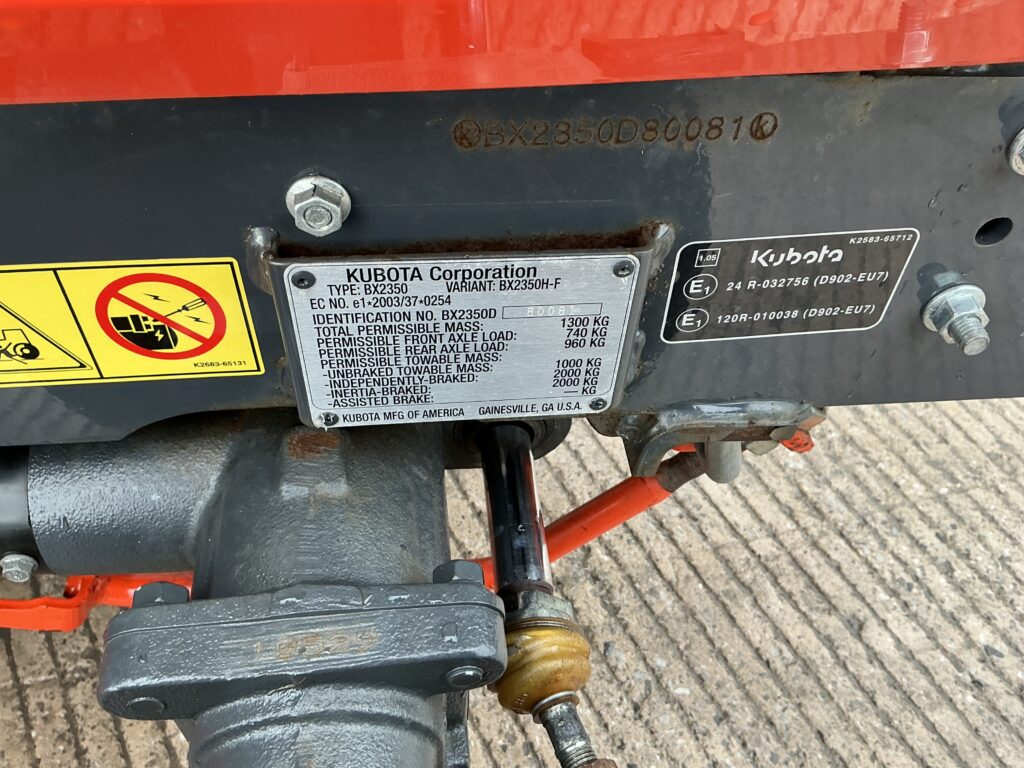 BX2350D80081
KUBOTA Corporation
TYPE: BX2350 VARIANT: BX2350H-F
EC NO. e1*2003/37*0254
IDENTIFICATION NO. BX2350D 80081
TOTAL PERMISSIBLE MASS: 1300 KG
PERMISSIBLE FRONT AXLE LOAD: 740 KG
PERMISSIBLE REAR AXLE LOAD: 960 KG
PERMISSIBLE TOWABLE MASS:
-UNBRAKED TOWABLE MASS: 1000 KG
-INDEPENDENTLY-BRAKED: 2000 KG
-INERTIA-BRAKED: 2000 KG
-ASSISTED BRAKE: — KG
KUBOTA MFG OF AMERICA GAINESVILLE, GA U.S.A.
K2583-65712
1.05 Kubota
E1 24 R-032756 (D902-EU7)
E1 120R-010038 (D902-EU7)
K2683-65131